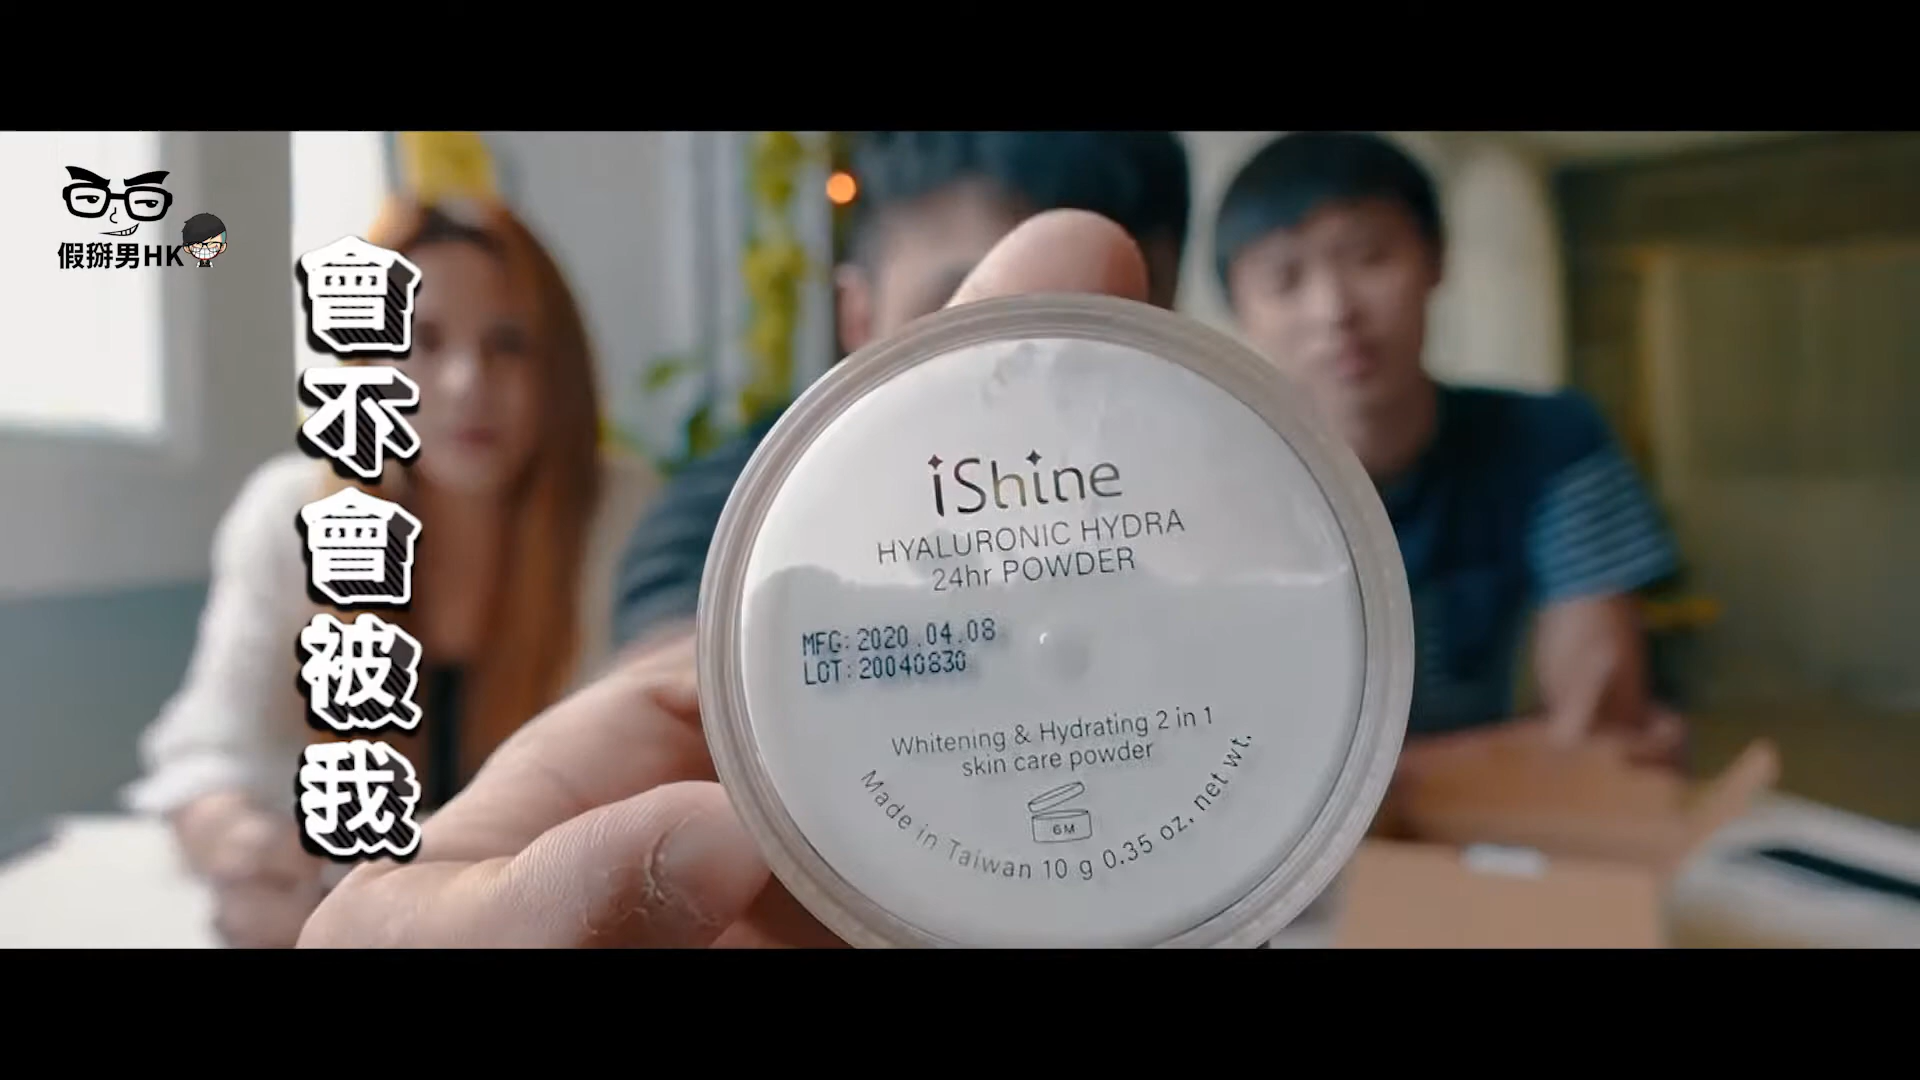 假掰男HK
會不會被我
iShine
HYALURONIC HYDRA
24hr POWDER
MFG: 2020.04.08
LOT: 20040830
Whitening & Hydrating 2 in 1
skin care powder
6M
Made in Taiwan 10 g 0.35 oz. net wt.